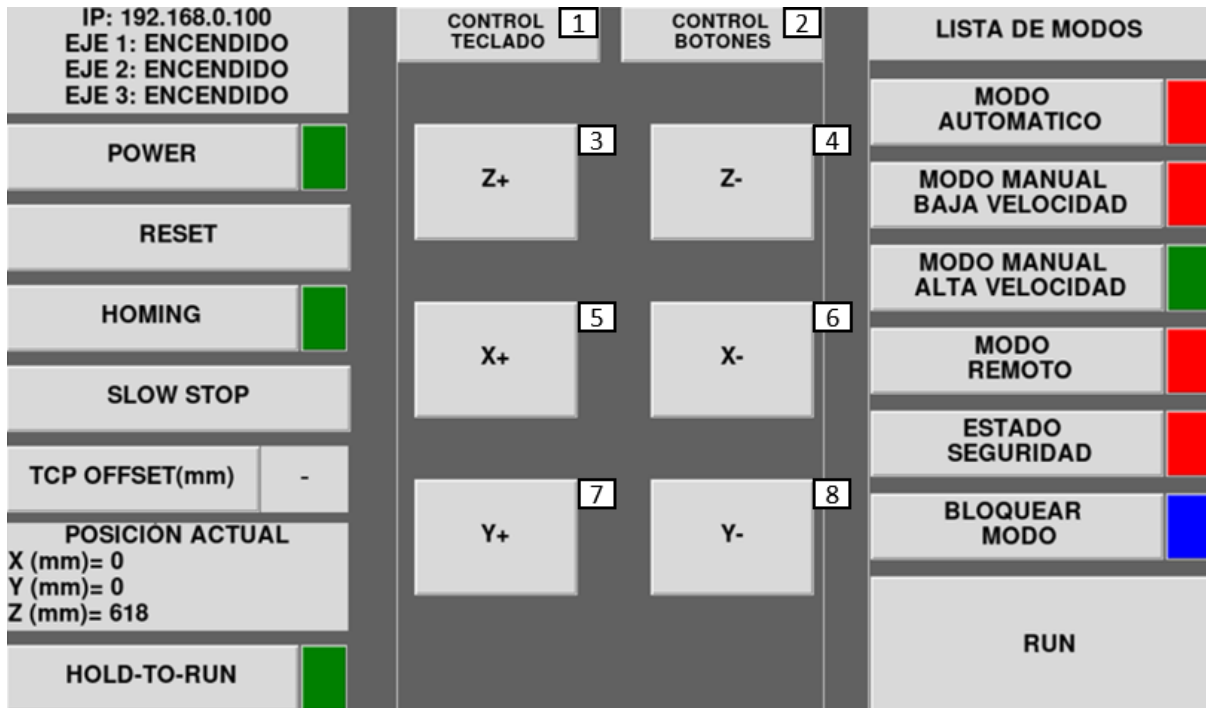 IP: 192.168.0.100
EJE 1: ENCENDIDO
EJE 2: ENCENDIDO
EJE 3: ENCENDIDO
POWER
RESET
HOMING
SLOW STOP
TCP OFFSET(mm) -
POSICIÓN ACTUAL
X (mm)= 0
Y (mm)= 0
Z (mm)= 618
HOLD-TO-RUN
CONTROL
TECLADO
1
CONTROL
BOTONES
2
Z+
3
Z-
4
X+
5
X-
6
Y+
7
Y-
8
LISTA DE MODOS
MODO
AUTOMATICO
MODO MANUAL
BAJA VELOCIDAD
MODO MANUAL
ALTA VELOCIDAD
MODO
REMOTO
ESTADO
SEGURIDAD
BLOQUEAR
MODO
RUN